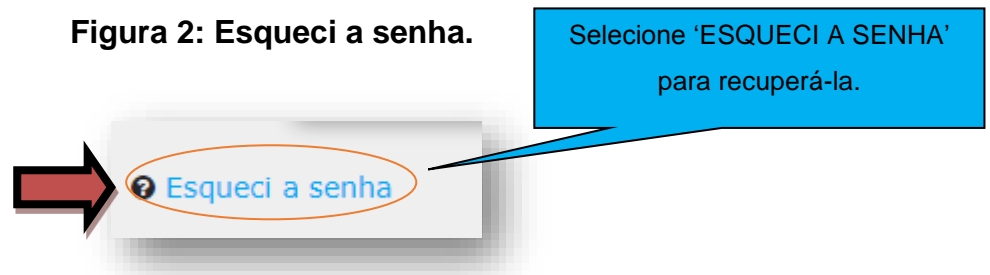 Figura 2: Esqueci a senha.
Selecione ‘ESQUECI A SENHA’
para recuperá-la.
Esqueci a senha